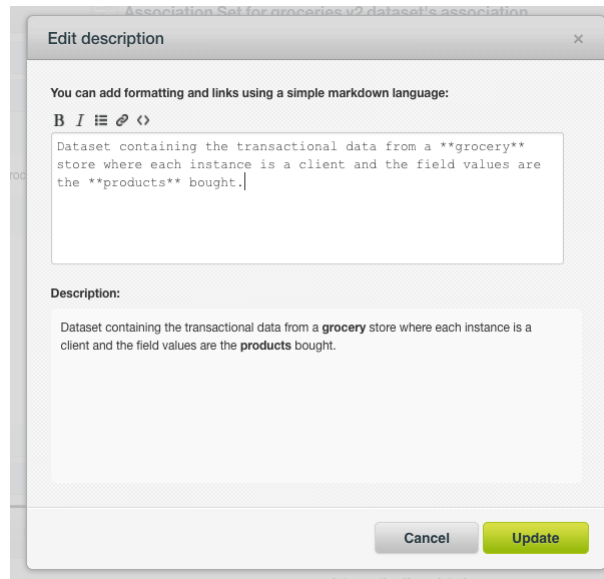 Association Set for groceries v2 dataset's association
Edit description
×
You can add formatting and links using a simple markdown language:
B I
Dataset containing the transactional data from a **grocery**
store where each instance is a client and the field values are
the **products** bought.
Description:
Dataset containing the transactional data from a grocery store where each instance is a
client and the field values are the products bought.
Cancel Update